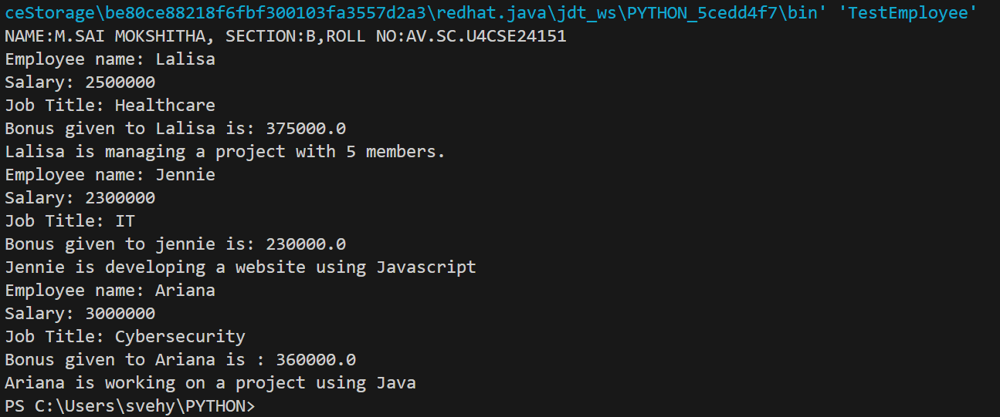 ceStorage\be80ce88218f6fbf300103fa3557d2a3\redhat.java\jdt_ws\PYTHON_5cedd4f7\bin' 'TestEmployee'
NAME:M.SAI MOKSHITHA, SECTION:B,ROLL NO:AV.SC.U4CSE24151
Employee name: Lalisa
Salary: 2500000
Job Title: Healthcare
Bonus given to Lalisa is: 375000.0
Lalisa is managing a project with 5 members.
Employee name: Jennie
Salary: 2300000
Job Title: IT
Bonus given to jennie is: 230000.0
Jennie is developing a website using Javascript
Employee name: Ariana
Salary: 3000000
Job Title: Cybersecurity
Bonus given to Ariana is : 360000.0
Ariana is working on a project using Java
PS C:\Users\svehy\PYTHON>